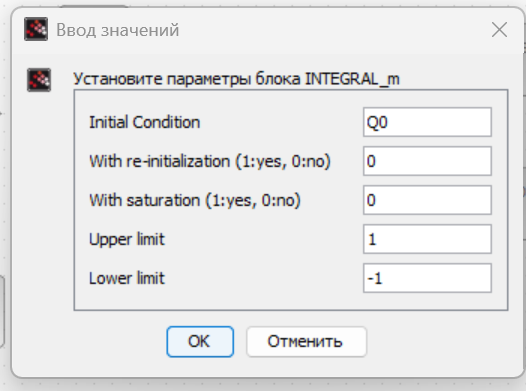 Ввод значений
Установите параметры блока INTEGRAL_m
Initial Condition Q0
With re-initialization (1:yes, 0:no) 0
With saturation (1:yes, 0:no) 0
Upper limit 1
Lower limit -1
OK Отменить